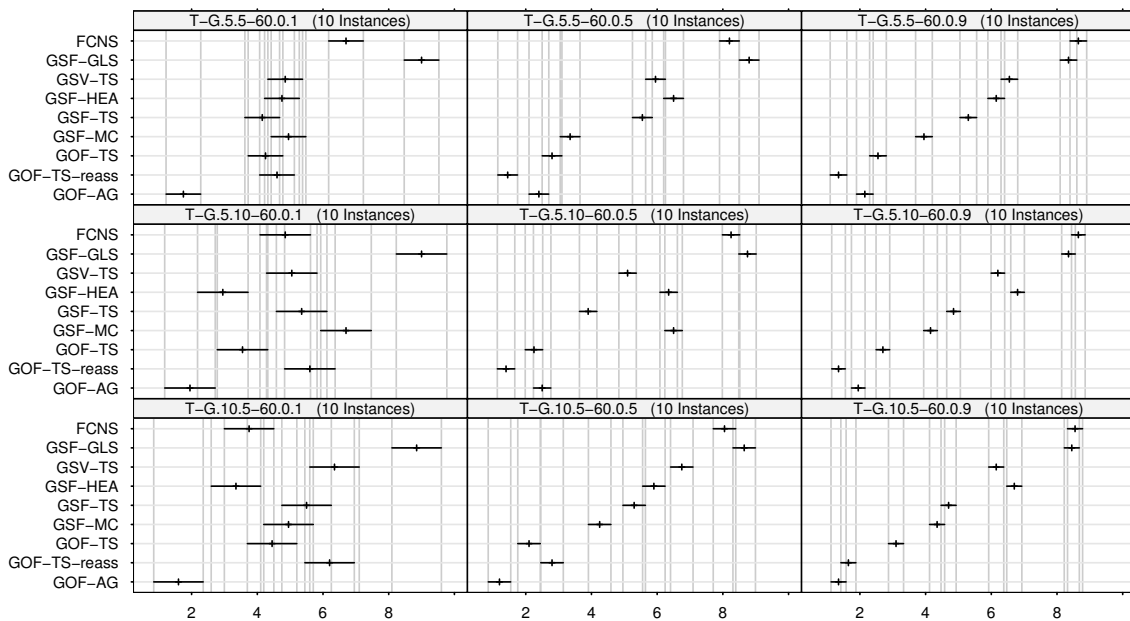 T−G.5.5−60.0.1 (10 Instances)
T−G.5.5−60.0.5 (10 Instances)
T−G.5.5−60.0.9 (10 Instances)
FCNS
GSF−GLS
GSV−TS
GSF−HEA
GSF−TS
GSF−MC
GOF−TS
GOF−TS−reass
GOF−AG
T−G.5.10−60.0.1 (10 Instances)
T−G.5.10−60.0.5 (10 Instances)
T−G.5.10−60.0.9 (10 Instances)
FCNS
GSF−GLS
GSV−TS
GSF−HEA
GSF−TS
GSF−MC
GOF−TS
GOF−TS−reass
GOF−AG
T−G.10.5−60.0.1 (10 Instances)
T−G.10.5−60.0.5 (10 Instances)
T−G.10.5−60.0.9 (10 Instances)
FCNS
GSF−GLS
GSV−TS
GSF−HEA
GSF−TS
GSF−MC
GOF−TS
GOF−TS−reass
GOF−AG
2 4 6 8
2 4 6 8
2 4 6 8